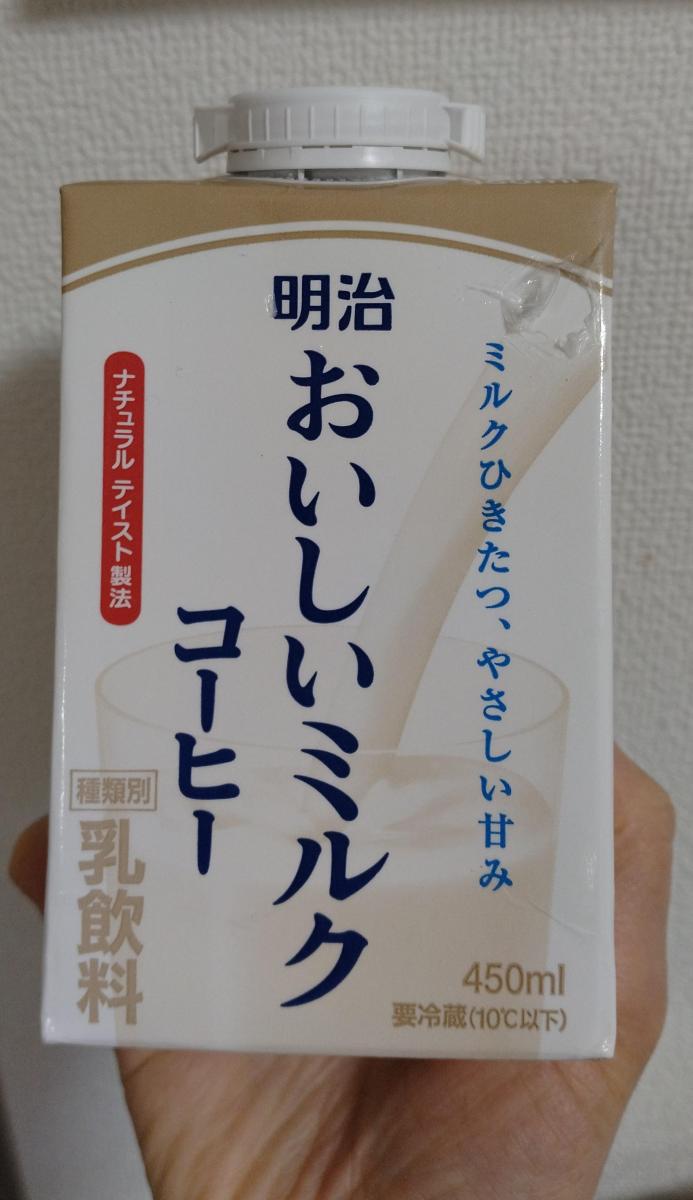 明治
おいしいミルク
コーヒー
ミルクひきたつ、やさしい甘み
ナチュラル テイスト製法
種類別
乳飲料
450ml
要冷蔵(10℃以下)